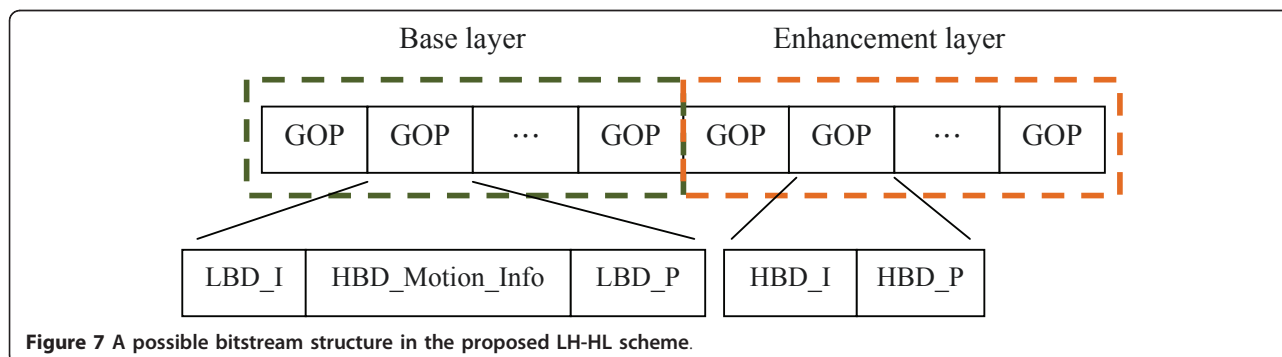 Base layer Enhancement layer
GOP GOP ... GOP GOP GOP ... GOP
LBD_I HBD_Motion_Info LBD_P HBD_I HBD_P
Figure 7 A possible bitstream structure in the proposed LH-HL scheme.